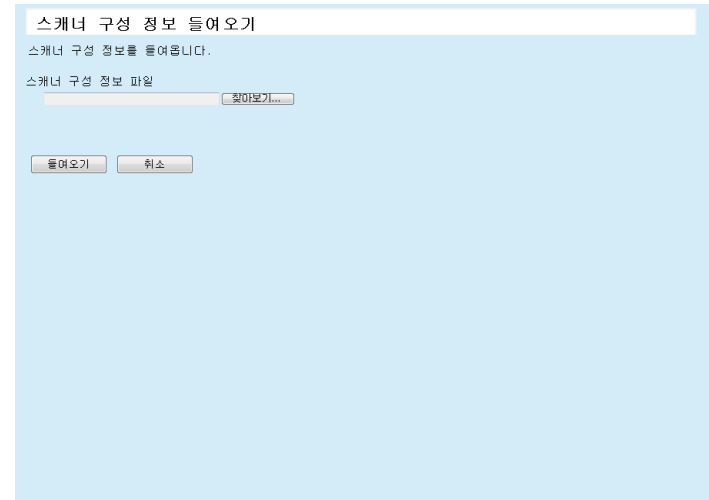 스캐너 구성 정보 들여오기
스캐너 구성 정보를 들여옵니다.
스캐너 구성 정보 파일
찾아보기...
들여오기 취소